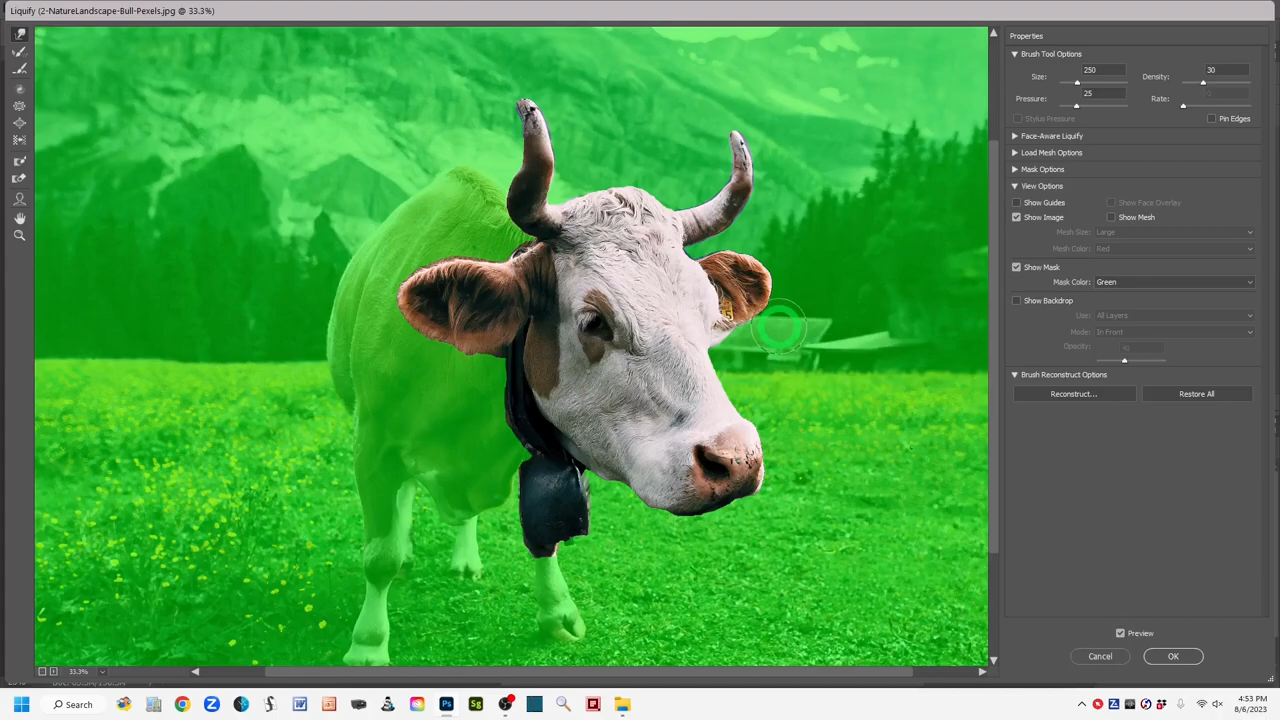 Liquify (2-NatureLandscape-Bull-Pexels.jpg @ 33.3%)
Properties
Brush Tool Options
Size: 250 Density: 30
Pressure: 25 Rate: 0
Stylus Pressure Pin Edges
Face-Aware Liquify
Load Mesh Options
Mask Options
View Options
Show Guides Show Face Overlay
Show Image Show Mesh
Mesh Size: Large
Mesh Color: Red
Show Mask
Mask Color: Green
Show Backdrop
Use: All Layers
Mode: In Front
Opacity:
Brush Reconstruct Options
Reconstruct... Restore All
Preview
Cancel OK
33.3%
Search
Ps
Sg
4:53 PM
8/6/2023